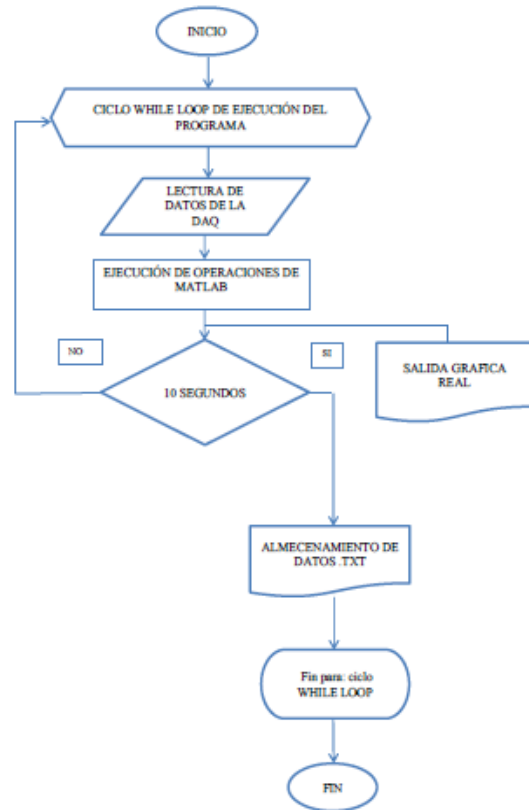 INICIO
CICLO WHILE LOOP DE EJECUCIÓN DEL
PROGRAMA
LECTURA DE
DATOS DE LA
DAQ
EJECUCIÓN DE OPERACIONES DE
MATLAB
NO
SI
10 SEGUNDOS
SALIDA GRAFICA
REAL
ALMECENAMIENTO DE
DATOS .TXT
Fin para: ciclo
WHILE LOOP
FIN